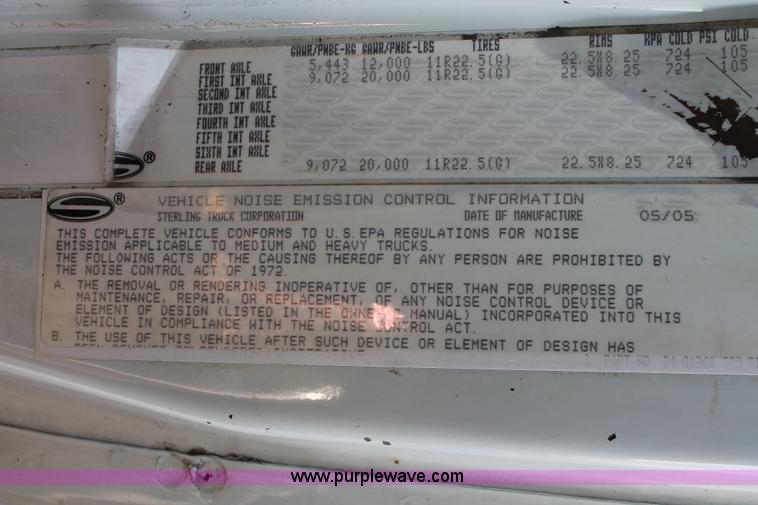 GAWR/PNBE-KG GAWR/PNBE-LBS TIRES RIMS KPA COLD PSI COLD
FRONT AXLE 5,443 12,000 11R22.5(G) 22.5X8.25 724 105
FIRST INT AXLE 9,072 20,000 11R22.5(G) 22.5X8.25 724 105
SECOND INT AXLE
THIRD INT AXLE
FOURTH INT AXLE
FIFTH INT AXLE
SIXTH INT AXLE
REAR AXLE 9,072 20,000 11R22.5(G) 22.5X8.25 724 105
®
® VEHICLE NOISE EMISSION CONTROL INFORMATION
STERLING TRUCK CORPORATION DATE OF MANUFACTURE 05/05
THIS COMPLETE VEHICLE CONFORMS TO U.S.EPA REGULATIONS FOR NOISE
EMISSION APPLICABLE TO MEDIUM AND HEAVY TRUCKS.
THE FOLLOWING ACTS OR THE CAUSING THEREOF BY ANY PERSON ARE PROHIBITED BY
THE NOISE CONTROL ACT OF 1972.
A. THE REMOVAL OR RENDERING INOPERATIVE OF, OTHER THAN FOR PURPOSES OF
MAINTENANCE, REPAIR, OR REPLACEMENT, OF ANY NOISE CONTROL DEVICE OR
ELEMENT OF DESIGN (LISTED IN THE OWNER'S MANUAL) INCORPORATED INTO THIS
VEHICLE IN COMPLIANCE WITH THE NOISE CONTROL ACT.
B. THE USE OF THIS VEHICLE AFTER SUCH DEVICE OR ELEMENT OF DESIGN HAS
PART NO
www.purplewave.com